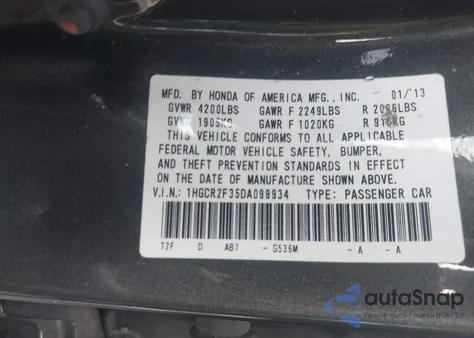 MFD. BY HONDA OF AMERICA MFG., INC. 01/'13
GVWR 4200LBS GAWR F 2249LBS R 2096LBS
GVWR 1905KG GAWR F 1020KG R 910KG
THIS VEHICLE CONFORMS TO ALL APPLICABLE
FEDERAL MOTOR VEHICLE SAFETY, BUMPER,
AND THEFT PREVENTION STANDARDS IN EFFECT
ON THE DATE OF MANUFACTURE SHOWN ABOVE.
V.I.N.: 1HGCR2F35DA099934 TYPE: PASSENGER CAR
T2F D AB7 - G536M - A - A
autoSnap